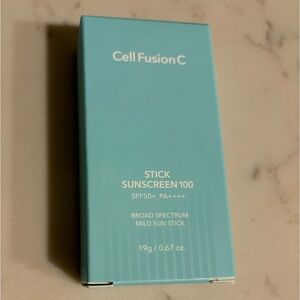 Cell Fusion C
STICK
SUNSCREEN 100
SPF50+ PA++++
BROAD SPECTRUM
MILD SUN STICK
19g / 0.67 oz.